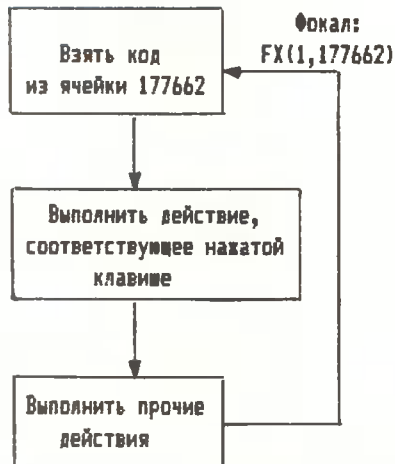 Фокал:
FX(1,177662)
Взять код
из ячейки 177662
Выполнить действие,
соответствующее нажатой
клавише
Выполнить прочие
действия